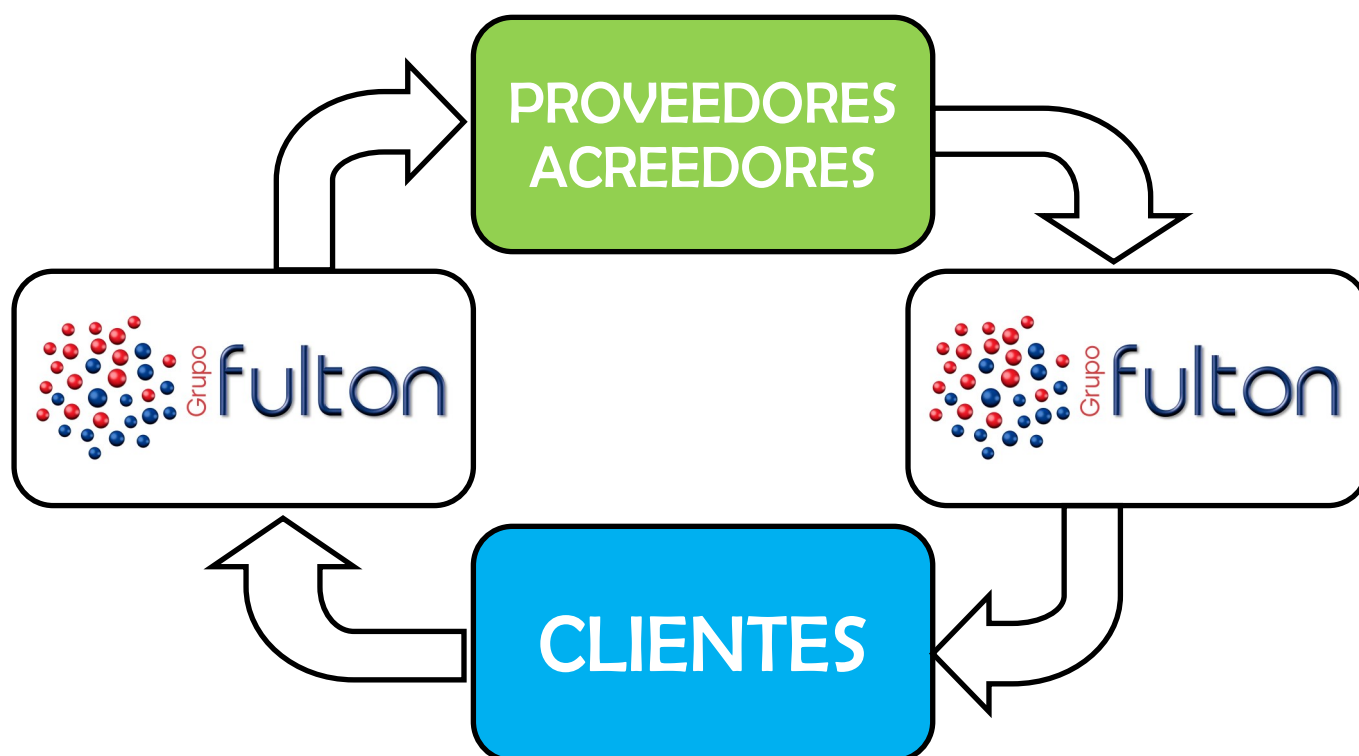 PROVEEDORES
ACREEDORES
Grupo fulton
Grupo fulton
CLIENTES